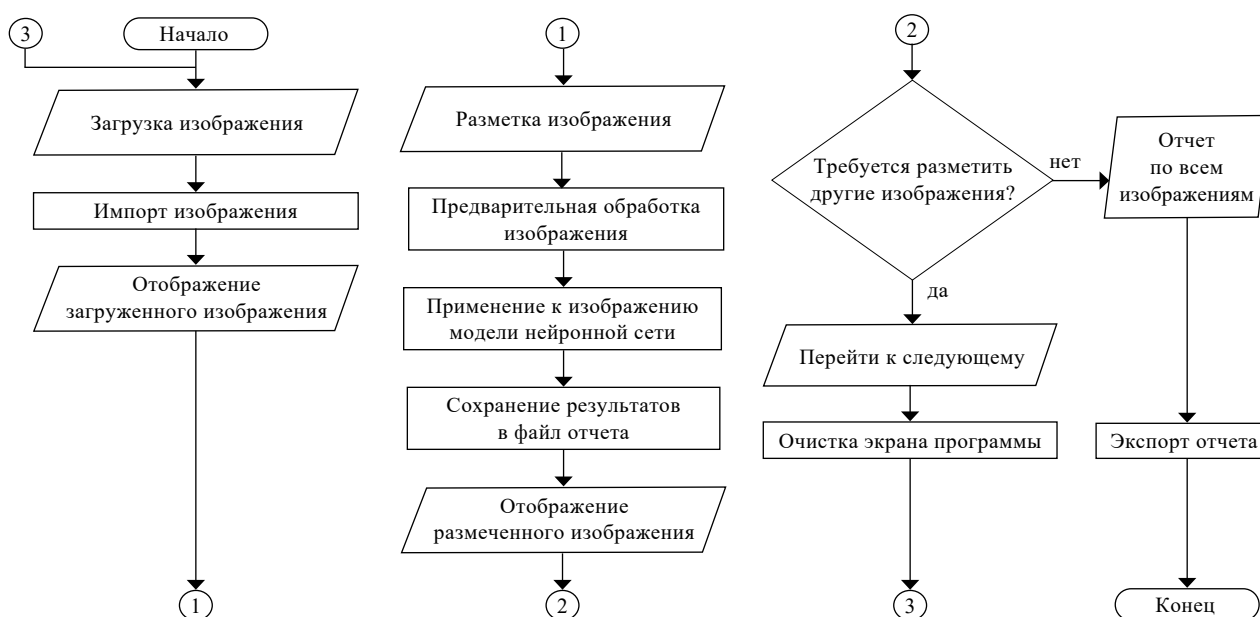 3
Начало
Загрузка изображения
Импорт изображения
Отображение
загруженного изображения
1
1
Разметка изображения
Предварительная обработка
изображения
Применение к изображению
модели нейронной сети
Сохранение результатов
в файл отчета
Отображение
размеченного изображения
2
2
Требуется разметить
другие изображения?
нет
да
Перейти к следующему
Очистка экрана программы
3
Отчет
по всем
изображениям
Экспорт отчета
Конец